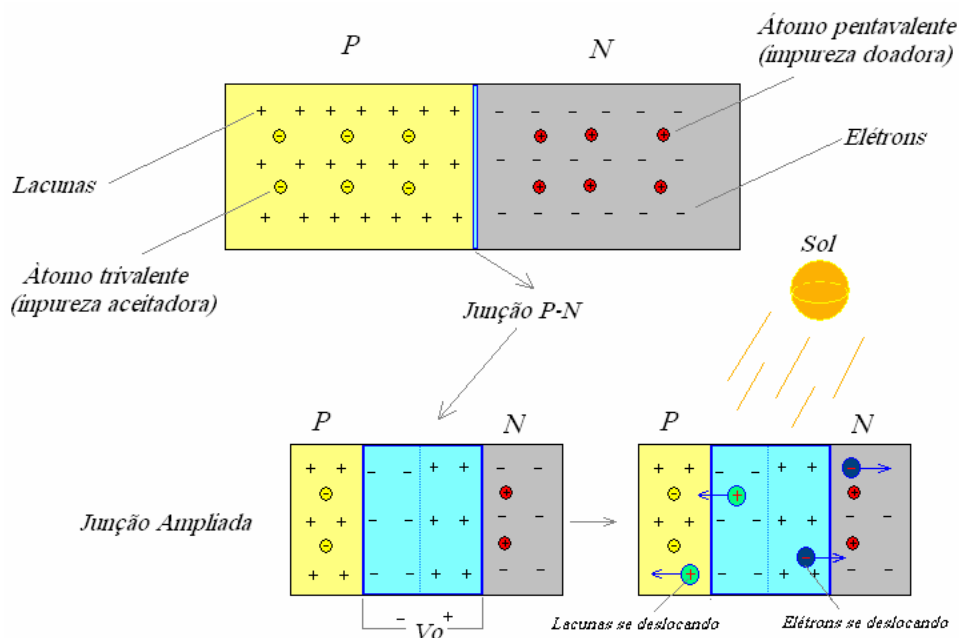 P
N
Átomo pentavalente
(impureza doadora)
Lacunas
Elétrons
Àtomo trivalente
(inpureza aceitadora)
Junção P-N
Sol
P
N
P
N
Junção Ampliada
- +
Vo
Lacunas se deslocando
Elétrons se deslocando